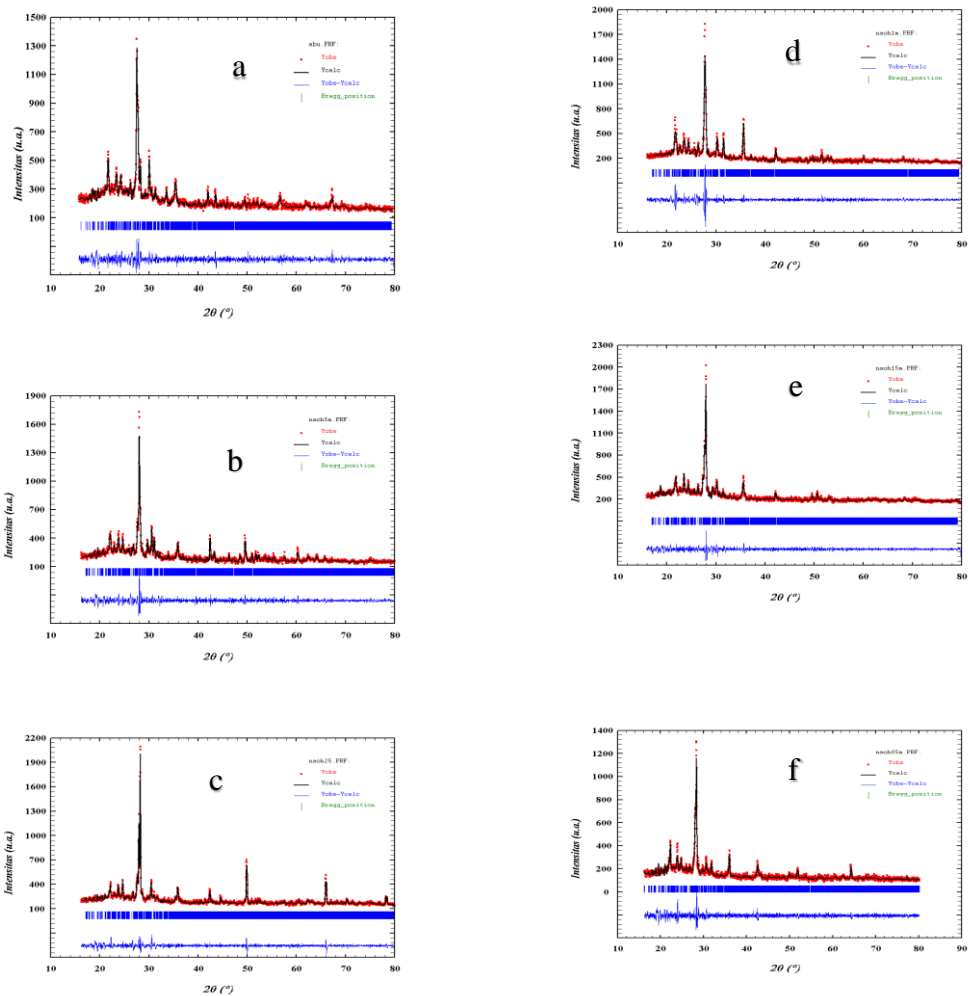 1500
1300
1100
900
700
500
300
100
Intensitas (u.a.)
a
abu.PRF:
Yobs
Ycalc
Yobs-Ycalc
Bragg_position
10 20 30 40 50 60 70 80
2θ (°)
1900
1600
1300
1000
700
400
100
Intensitas (u.a.)
b
naoh5m.PRF:
Yobs
Ycalc
Yobs-Ycalc
Bragg_position
10 20 30 40 50 60 70 80
2θ (°)
2200
1900
1600
1300
1000
700
400
100
Intensitas (u.a.)
c
naoh25.PRF:
Yobs
Ycalc
Yobs-Ycalc
Bragg_position
10 20 30 40 50 60 70 80
2θ (°)
2000
1700
1400
1100
800
500
200
Intensitas (u.a.)
d
naoh1m.PRF:
Yobs
Ycalc
Yobs-Ycalc
Bragg_position
10 20 30 40 50 60 70 80
2θ (°)
2300
2000
1700
1400
1100
800
500
200
Intensitas (u.a.)
e
naoh15m.PRF:
Yobs
Ycalc
Yobs-Ycalc
Bragg_position
10 20 30 40 50 60 70 80
2θ (°)
1400
1200
1000
800
600
400
200
0
Intensitas (u.a.)
f
naoh05m.PRF:
Yobs
Ycalc
Yobs-Ycalc
Bragg_position
10 20 30 40 50 60 70 80 90
2θ (°)